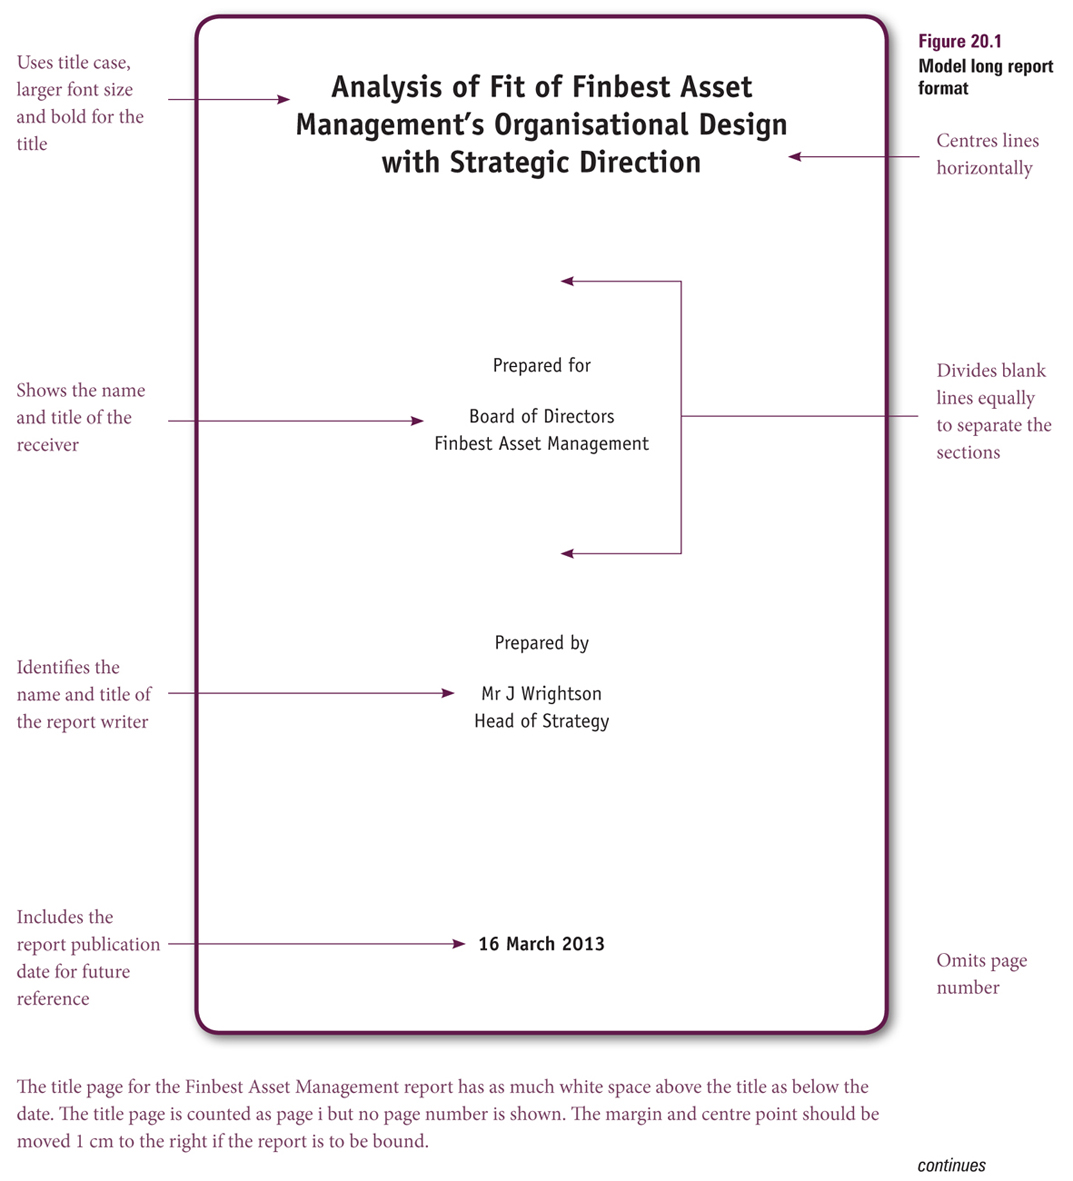 Uses title case,
larger font size
and bold for the
title
Analysis of Fit of Finbest Asset
Management's Organisational Design
with Strategic Direction
Figure 20.1
Model long report
format
Centres lines
horizontally
Prepared for
Shows the name
and title of the
receiver
Board of Directors
Finbest Asset Management
Divides blank
lines equally
to separate the
sections
Prepared by
Identifies the
name and title of
the report writer
Mr J Wrightson
Head of Strategy
Includes the
report publication
date for future
reference
16 March 2013
Omits page
number
The title page for the Finbest Asset Management report has as much white space above the title as below the
date. The title page is counted as page i but no page number is shown. The margin and centre point should be
moved 1 cm to the right if the report is to be bound.
continues